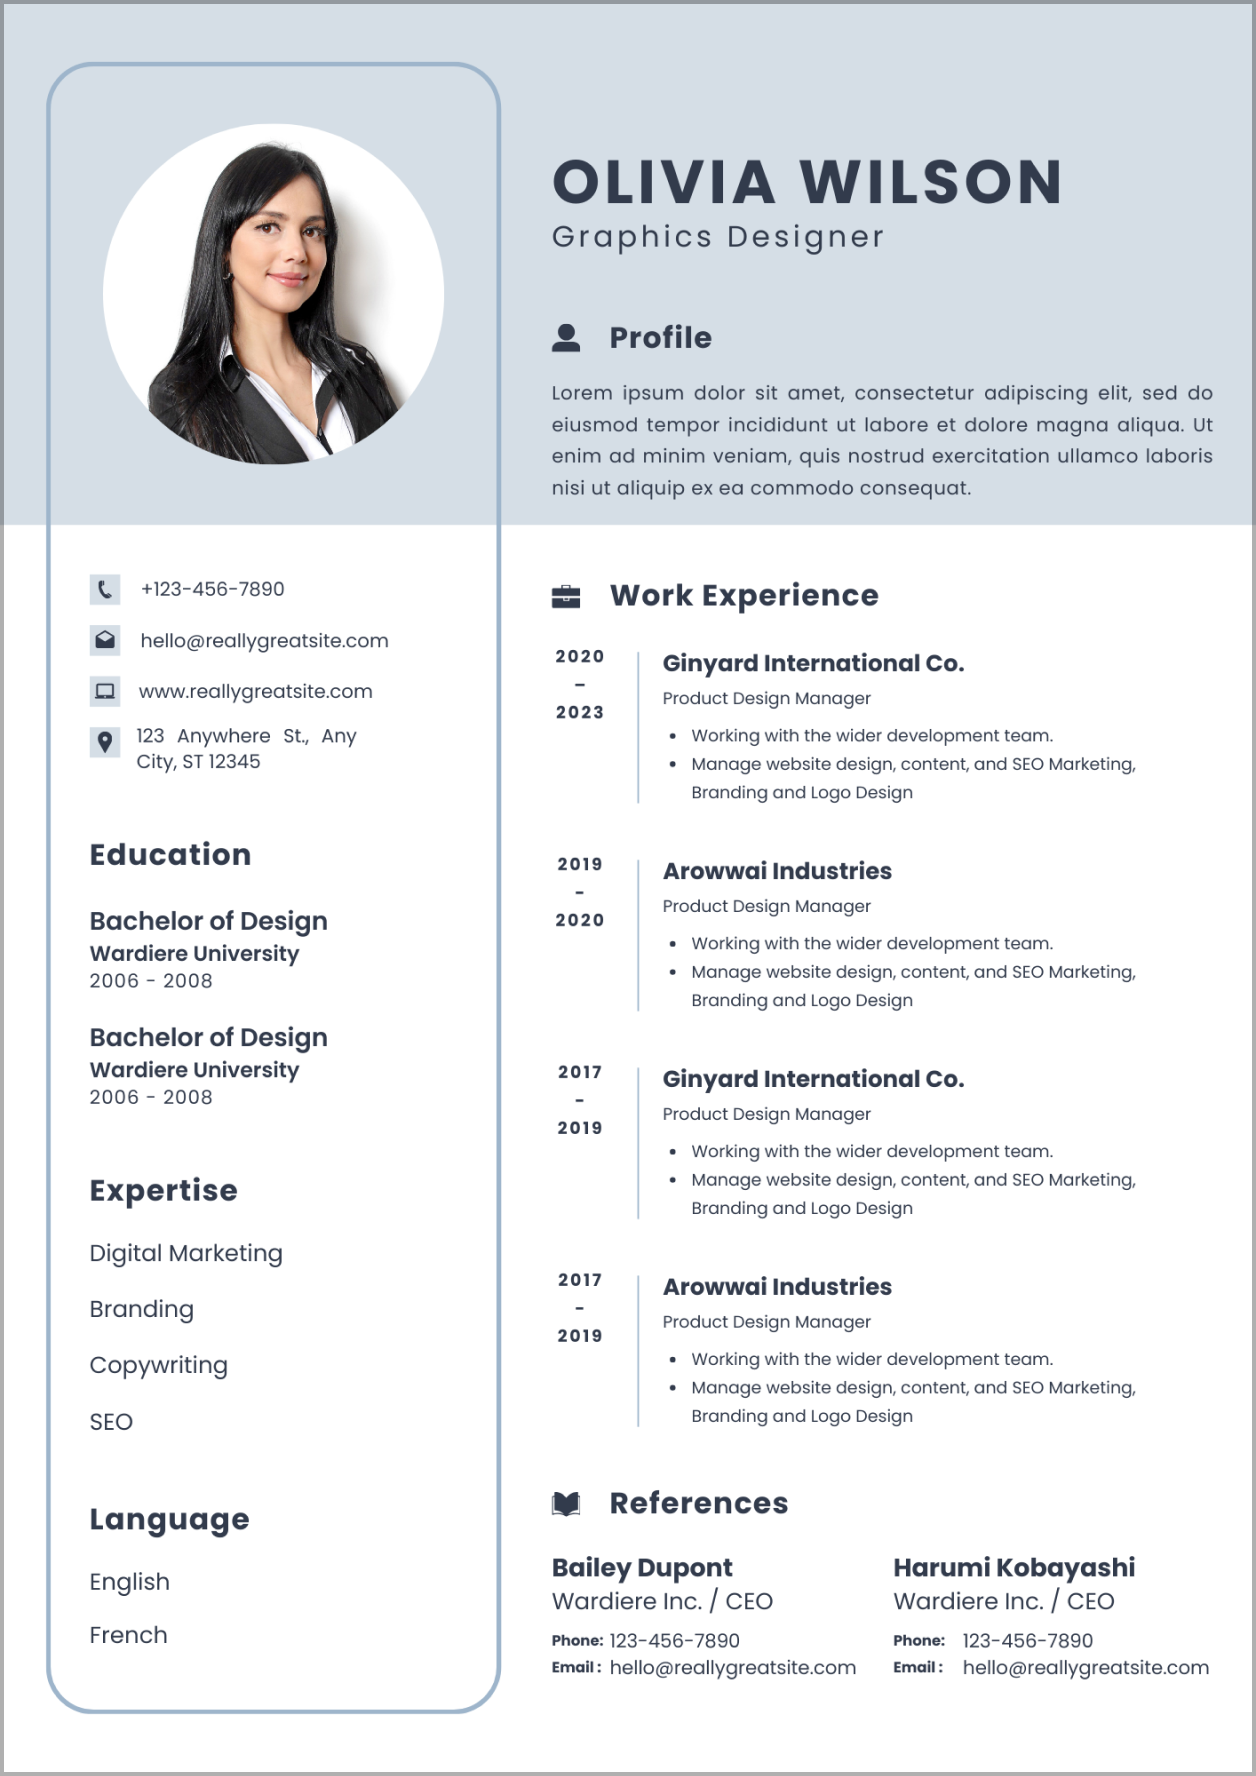 OLIVIA WILSON
Graphics Designer
Profile
Lorem ipsum dolor sit amet, consectetur adipiscing elit, sed do
eiusmod tempor incididunt ut labore et dolore magna aliqua. Ut
enim ad minim veniam, quis nostrud exercitation ullamco laboris
nisi ut aliquip ex ea commodo consequat.
+123-456-7890
hello@reallygreatsite.com
www.reallygreatsite.com
123 Anywhere St., Any
City, ST 12345
Education
Bachelor of Design
Wardiere University
2006 - 2008
Bachelor of Design
Wardiere University
2006 - 2008
Expertise
Digital Marketing
Branding
Copywriting
SEO
Language
English
French
Work Experience
2020
–
2023
Ginyard International Co.
Product Design Manager
• Working with the wider development team.
• Manage website design, content, and SEO Marketing,
Branding and Logo Design
2019
-
2020
Arowwai Industries
Product Design Manager
• Working with the wider development team.
• Manage website design, content, and SEO Marketing,
Branding and Logo Design
2017
-
2019
Ginyard International Co.
Product Design Manager
• Working with the wider development team.
• Manage website design, content, and SEO Marketing,
Branding and Logo Design
2017
-
2019
Arowwai Industries
Product Design Manager
• Working with the wider development team.
• Manage website design, content, and SEO Marketing,
Branding and Logo Design
References
Bailey Dupont
Wardiere Inc. / CEO
Phone: 123-456-7890
Email : hello@reallygreatsite.com
Harumi Kobayashi
Wardiere Inc. / CEO
Phone: 123-456-7890
Email : hello@reallygreatsite.com